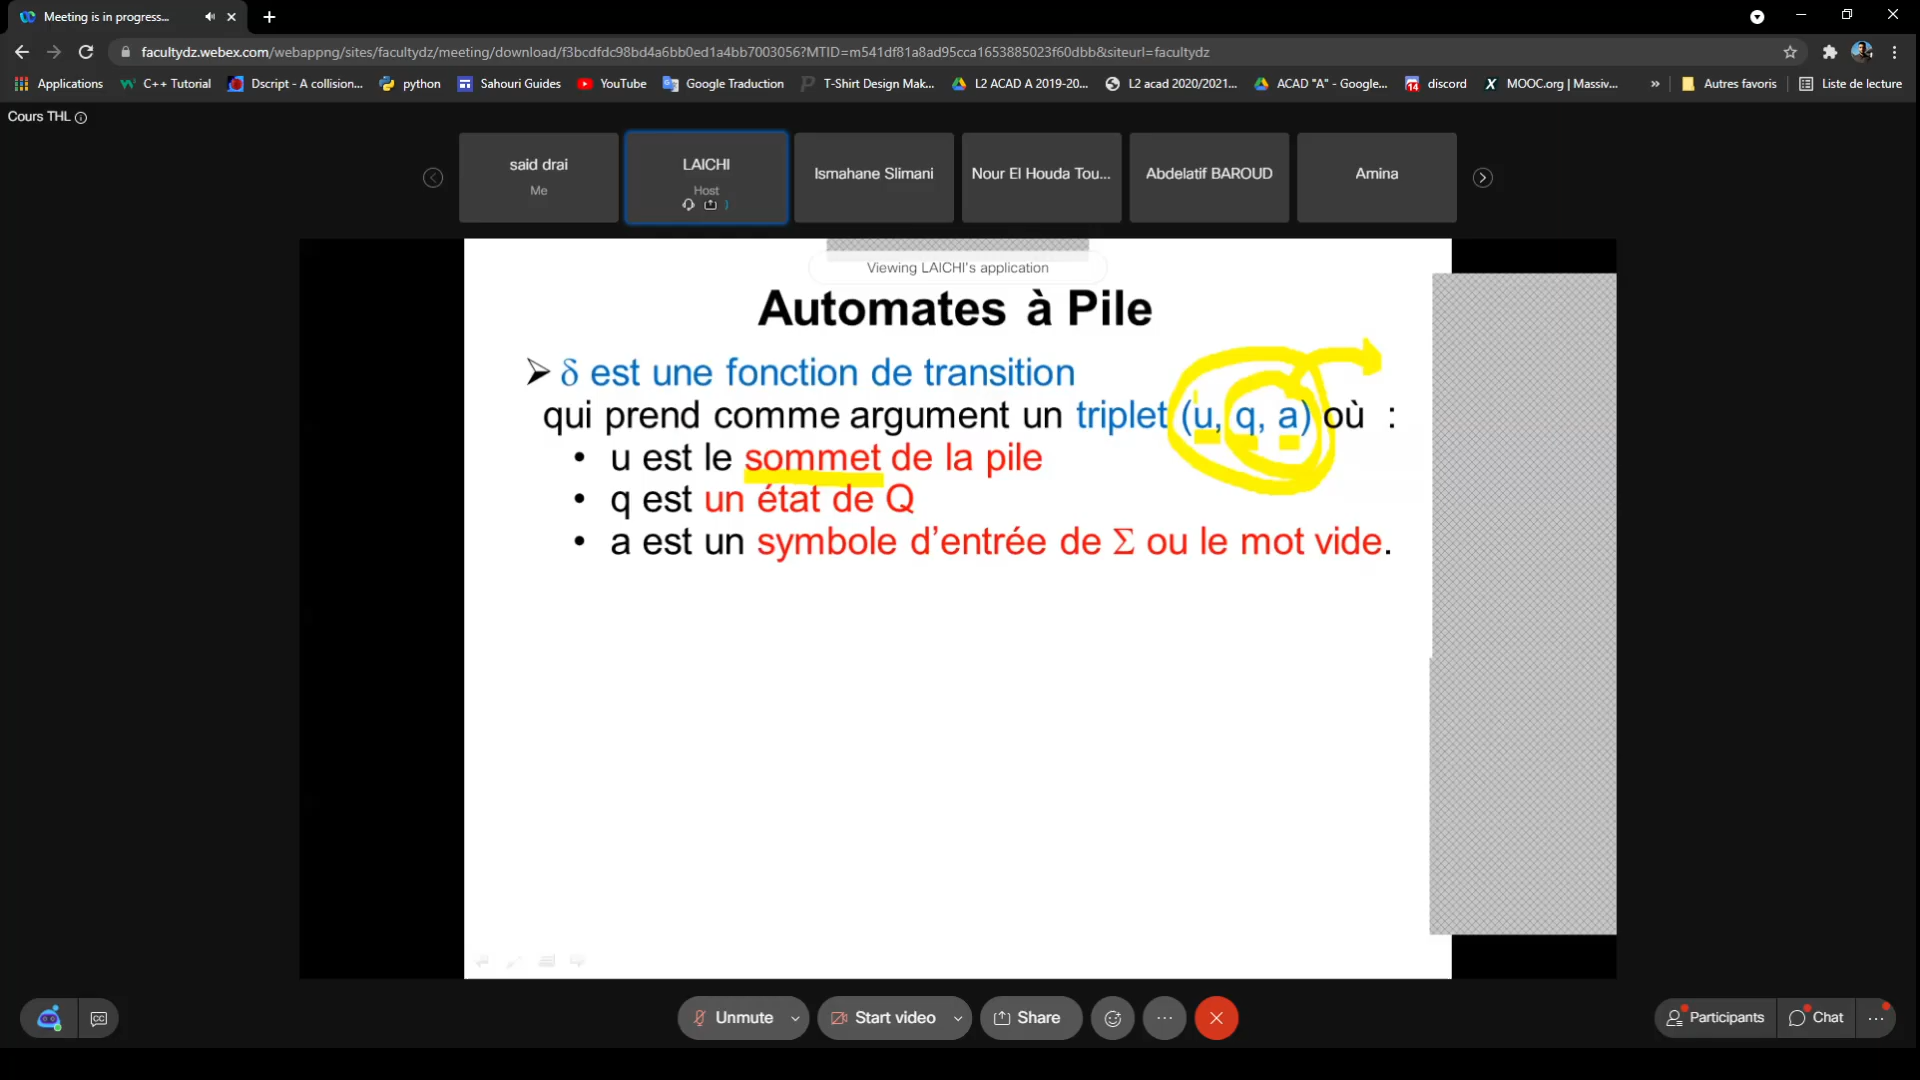 Meeting is in progress...
facultydz.webex.com/webappng/sites/facultydz/meeting/download/f3bcdfdc98bd4a6bb0ed1a4bb7003056?MTID=m541df81a8ad95cca1653885023f60dbb&siteurl=facultydz
Applications C++ Tutorial Dscript - A collision... python Sahouri Guides YouTube Google Traduction T-Shirt Design Mak... L2 ACAD A 2019-20... L2 acad 2020/2021... ACAD "A" - Google... 14 discord MOOC.org | Massiv... » Autres favoris Liste de lecture
Cours THL
said drai
Me
LAICHI
Host
Ismahane Slimani
Nour El Houda Tou...
Abdelatif BAROUD
Amina
Viewing LAICHI's application
Automates à Pile
➢ δ est une fonction de transition
qui prend comme argument un triplet (u, q, a) où :
• u est le sommet de la pile
• q est un état de Q
• a est un symbole d’entrée de Σ ou le mot vide.
Unmute Start video Share Participants Chat